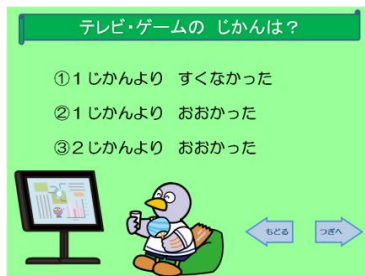 テレビ・ゲームの じかんは？
①１じかんより すくなかった
②１じかんより おおかった
③２じかんより おおかった
もどる
つぎへ